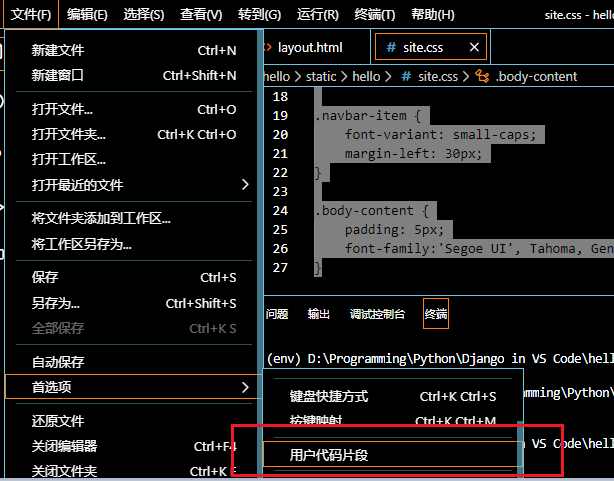 文件(F) 编辑(E) 选择(S) 查看(V) 转到(G) 运行(R) 终端(T) 帮助(H) site.css - hello
新建文件 Ctrl+N
新建窗口 Ctrl+Shift+N
打开文件... Ctrl+O
打开文件夹... Ctrl+K Ctrl+O
打开工作区...
打开最近的文件
将文件夹添加到工作区...
将工作区另存为...
保存 Ctrl+S
另存为... Ctrl+Shift+S
全部保存 Ctrl+K S
自动保存
首选项
还原文件
关闭编辑器 Ctrl+F4
关闭文件夹 Ctrl+K F
layout.html # site.css
hello > static > hello > # site.css > .body-content
18
19 .navbar-item {
20 font-variant: small-caps;
21 margin-left: 30px;
22 }
23
24 .body-content {
25 padding: 5px;
26 font-family:'Segoe UI', Tahoma, Gen
27 }
问题 输出 调试控制台 终端
(env) D:\Programming\Python\Django in VS Code\hell
键盘快捷方式 Ctrl+K Ctrl+S
ming\Pyt
按键映射 Ctrl+K Ctrl+M
n VS Code\hell
用户代码片段